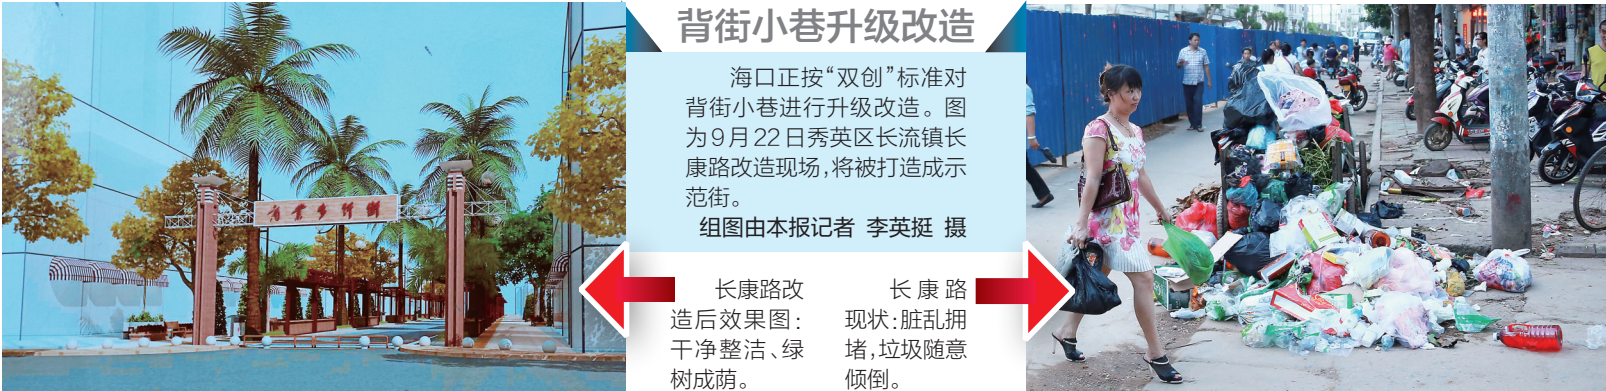 背街小巷升级改造
海口正按“双创”标准对
背街小巷进行升级改造。图
为9月22日秀英区长流镇长
康路改造现场,将被打造成示
范街。
组图由本报记者 李英挺 摄
长康路改
造后效果图:
干净整洁、绿
树成荫。
长康路
现状:脏乱拥
堵,垃圾随意
倾倒。
商业步行街